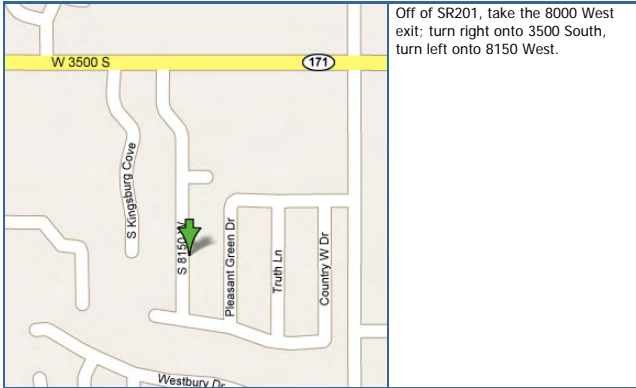 W 3500 S
171
S Kingsburg Cove
S 8150 W
Pleasant Green Dr
Truth Ln
Country W Dr
Westbury Dr
Off of SR201, take the 8000 West
exit; turn right onto 3500 South,
turn left onto 8150 West.